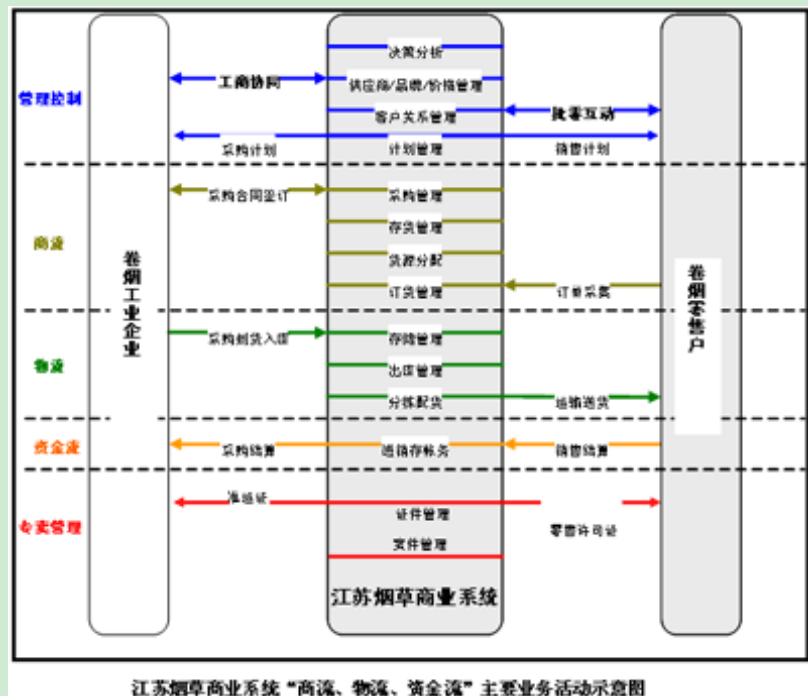 决策分析
工商协同
供应商/品牌/价格管理
管理控制
客户关系管理
批零互动
采购计划
计划管理
销售计划
采购合同签订
采购管理
存货管理
商流
货源分配
订货管理
订单采集
卷烟工业企业
卷烟零售户
采购到货入库
存储管理
物流
出库管理
分拣配货
运输送货
资金流
采购结算
进销存帐务
销售结算
准运证
证件管理
专卖管理
零售许可证
案件管理
江苏烟草商业系统
江苏烟草商业系统“商流、物流、资金流”主要业务活动示意图